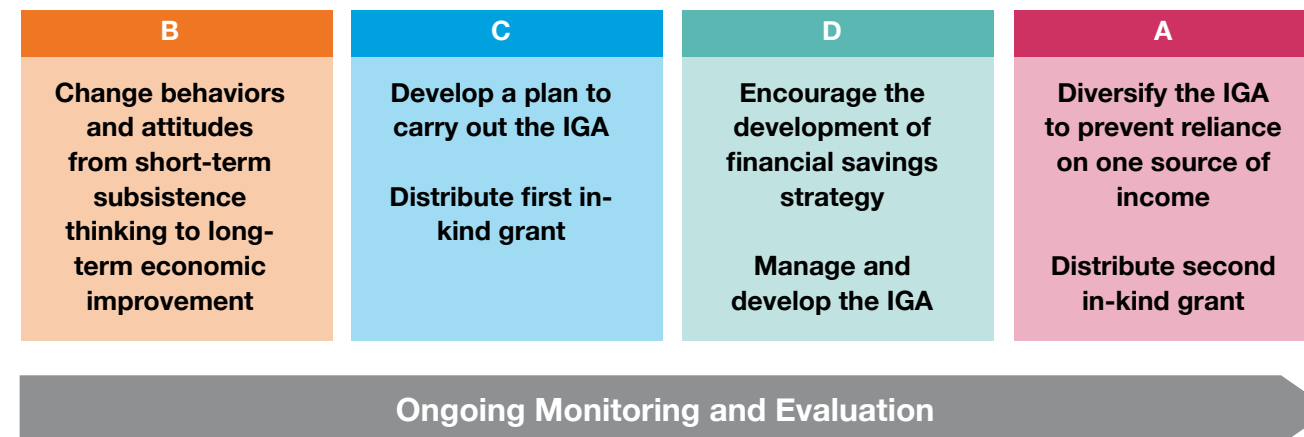 B
Change behaviors
and attitudes
from short-term
subsistence
thinking to long-
term economic
improvement
C
Develop a plan to
carry out the IGA
Distribute first in-
kind grant
D
Encourage the
development of
financial savings
strategy
Manage and
develop the IGA
A
Diversify the IGA
to prevent reliance
on one source of
income
Distribute second
in-kind grant
Ongoing Monitoring and Evaluation